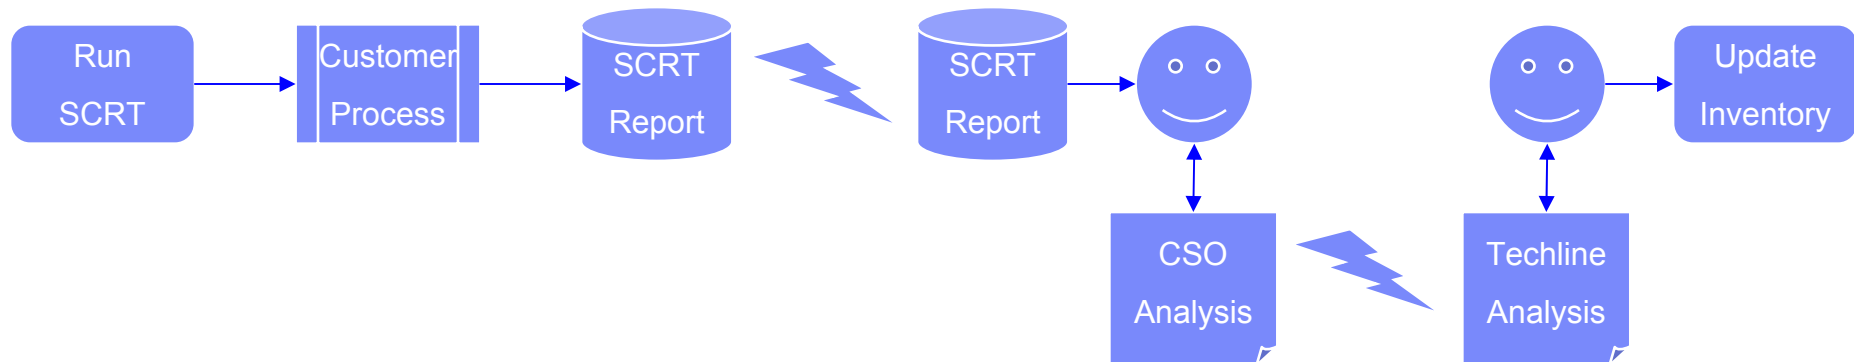 Run
SCRT
Customer
Process
SCRT
Report
SCRT
Report
Update
Inventory
CSO
Analysis
Techline
Analysis